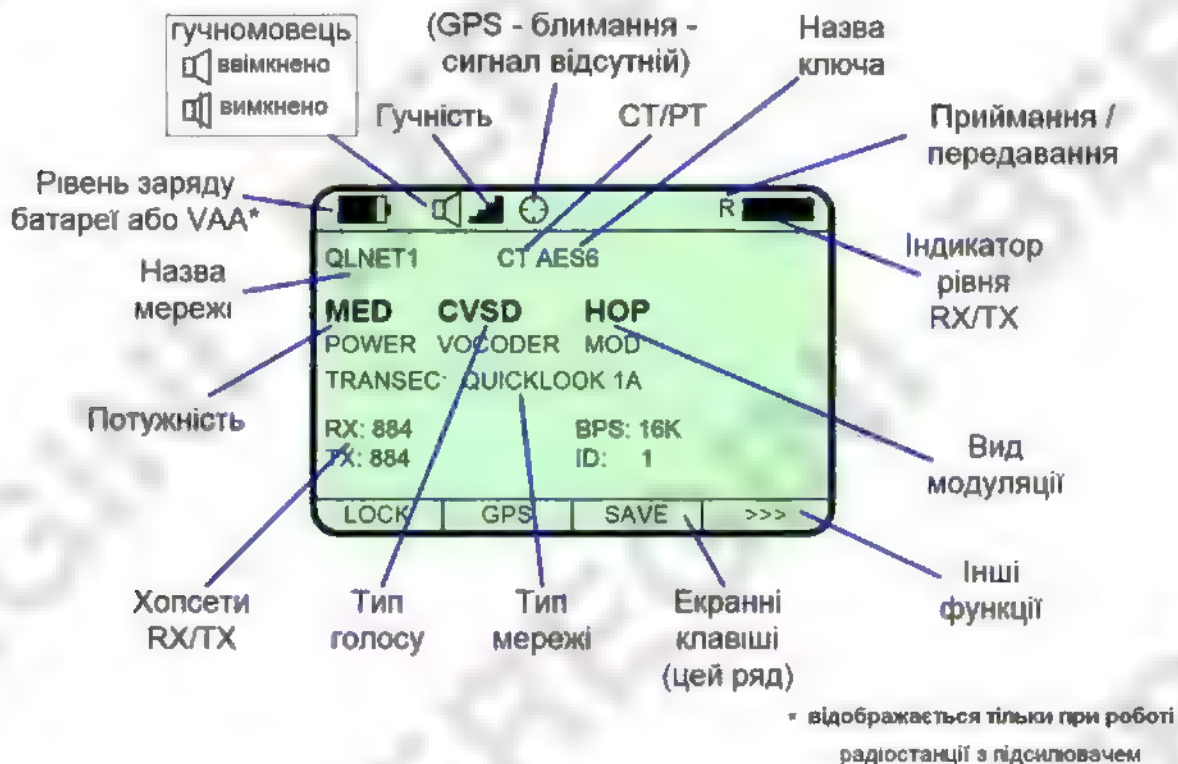 гучномовець
ввімкнено
вимкнено
(GPS - блимання -
сигнал відсутній)
Назва
ключа
Гучність
CT/PT
Приймання /
передавання
Рівень заряду
батареї або VAA*
R
QLNET1 CT AES6
Назва
мережі
Індикатор
рівня
RX/TX
MED CVSD HOP
POWER VOCODER MOD
TRANSEC: QUICKLOOK 1A
Потужність
RX: 884 BPS: 16K
TX: 884 ID: 1
Вид
модуляції
LOCK GPS SAVE >>>
Інші
функції
Хопсети
RX/TX
Тип
голосу
Тип
мережі
Екранні
клавіші
(цей ряд)
* відображається тільки при роботі
радіостанції з підсилювачем